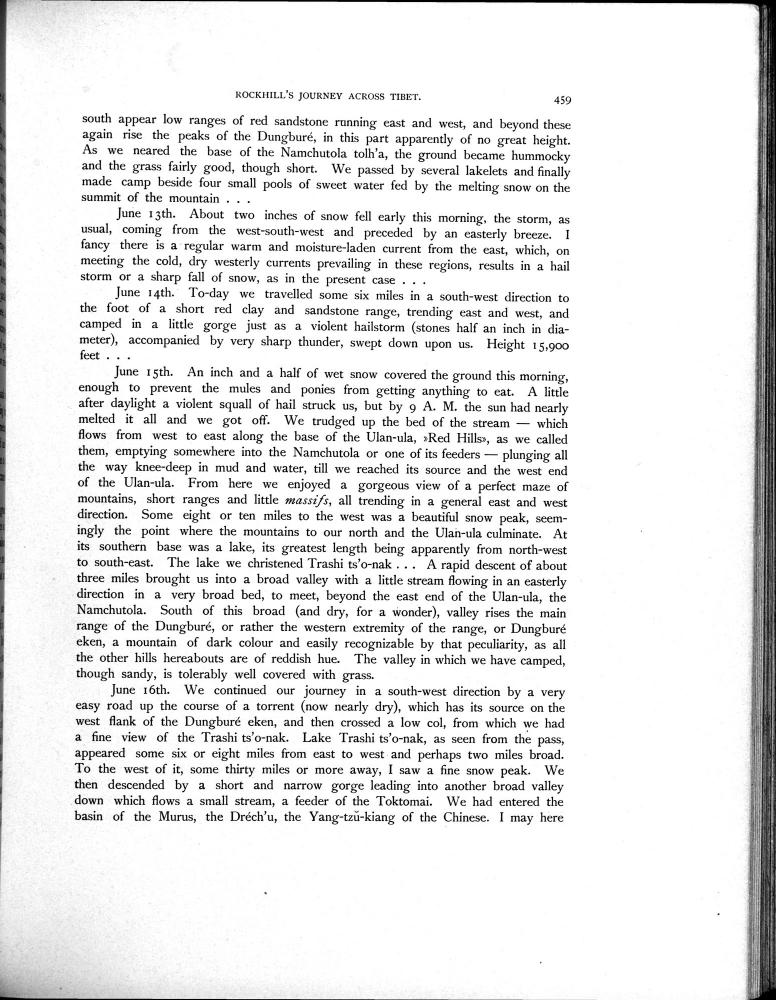 ROCKHILL'S JOURNEY ACROSS TIBET.
459
south appear low ranges of red sandstone running east and west, and beyond these
again rise the peaks of the Dungburé, in this part apparently of no great height.
As we neared the base of the Namchutola tolh'a, the ground became hummocky
and the grass fairly good, though short. We passed by several lakelets and finally
made camp beside four small pools of sweet water fed by the melting snow on the
summit of the mountain . . .
June 13th. About two inches of snow fell early this morning, the storm, as
usual, coming from the west-south-west and preceded by an easterly breeze. I
fancy there is a regular warm and moisture-laden current from the east, which, on
meeting the cold, dry westerly currents prevailing in these regions, results in a hail
storm or a sharp fall of snow, as in the present case . . .
June 14th. To-day we travelled some six miles in a south-west direction to
the foot of a short red clay and sandstone range, trending east and west, and
camped in a little gorge just as a violent hailstorm (stones half an inch in dia-
meter), accompanied by very sharp thunder, swept down upon us. Height 15,900
feet . . .
June 15th. An inch and a half of wet snow covered the ground this morning,
enough to prevent the mules and ponies from getting anything to eat. A little
after daylight a violent squall of hail struck us, but by 9 A. M. the sun had nearly
melted it all and we got off. We trudged up the bed of the stream — which
flows from west to east along the base of the Ulan-ula, »Red Hills», as we called
them, emptying somewhere into the Namchutola or one of its feeders — plunging all
the way knee-deep in mud and water, till we reached its source and the west end
of the Ulan-ula. From here we enjoyed a gorgeous view of a perfect maze of
mountains, short ranges and little massifs, all trending in a general east and west
direction. Some eight or ten miles to the west was a beautiful snow peak, seem-
ingly the point where the mountains to our north and the Ulan-ula culminate. At
its southern base was a lake, its greatest length being apparently from north-west
to south-east. The lake we christened Trashi ts'o-nak . . . A rapid descent of about
three miles brought us into a broad valley with a little stream flowing in an easterly
direction in a very broad bed, to meet, beyond the east end of the Ulan-ula, the
Namchutola. South of this broad (and dry, for a wonder), valley rises the main
range of the Dungburé, or rather the western extremity of the range, or Dungburé
eken, a mountain of dark colour and easily recognizable by that peculiarity, as all
the other hills hereabouts are of reddish hue. The valley in which we have camped,
though sandy, is tolerably well covered with grass.
June 16th. We continued our journey in a south-west direction by a very
easy road up the course of a torrent (now nearly dry), which has its source on the
west flank of the Dungburé eken, and then crossed a low col, from which we had
a fine view of the Trashi ts'o-nak. Lake Trashi ts'o-nak, as seen from the pass,
appeared some six or eight miles from east to west and perhaps two miles broad.
To the west of it, some thirty miles or more away, I saw a fine snow peak. We
then descended by a short and narrow gorge leading into another broad valley
down which flows a small stream, a feeder of the Toktomai. We had entered the
basin of the Murus, the Dréch'u, the Yang-tzŭ-kiang of the Chinese. I may here